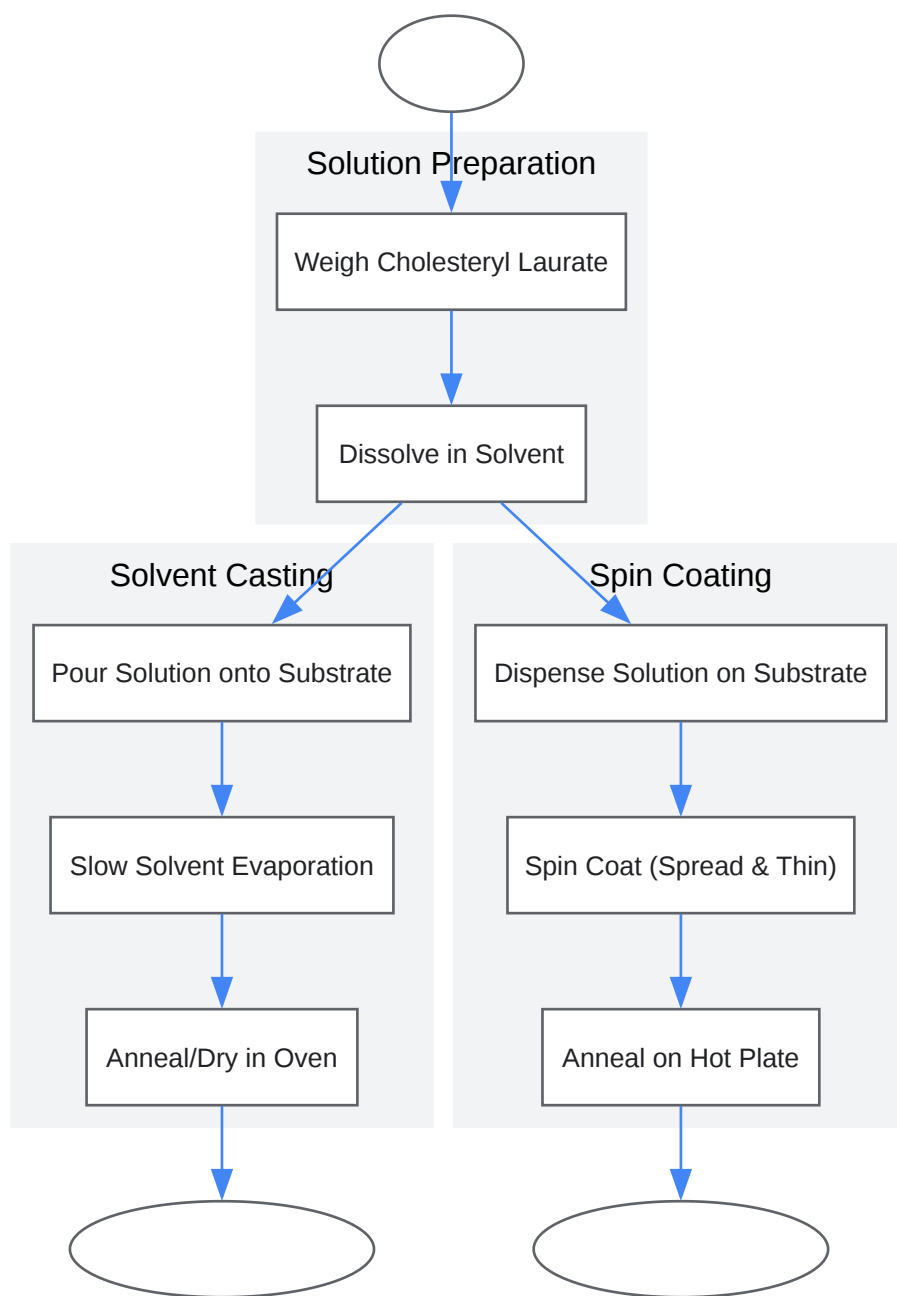 Solution Preparation
Weigh Cholesteryl Laurate
Dissolve in Solvent
Solvent Casting
Pour Solution onto Substrate
Slow Solvent Evaporation
Anneal/Dry in Oven
Spin Coating
Dispense Solution on Substrate
Spin Coat (Spread & Thin)
Anneal on Hot Plate